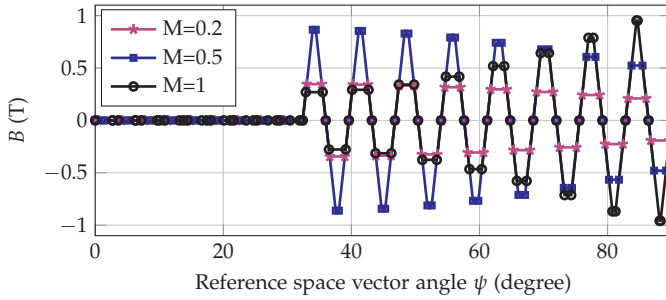 M=0.2
M=0.5
M=1
1
0.5
0
−0.5
−1
B (T)
0 20 40 60 80
Reference space vector angle ψ (degree)